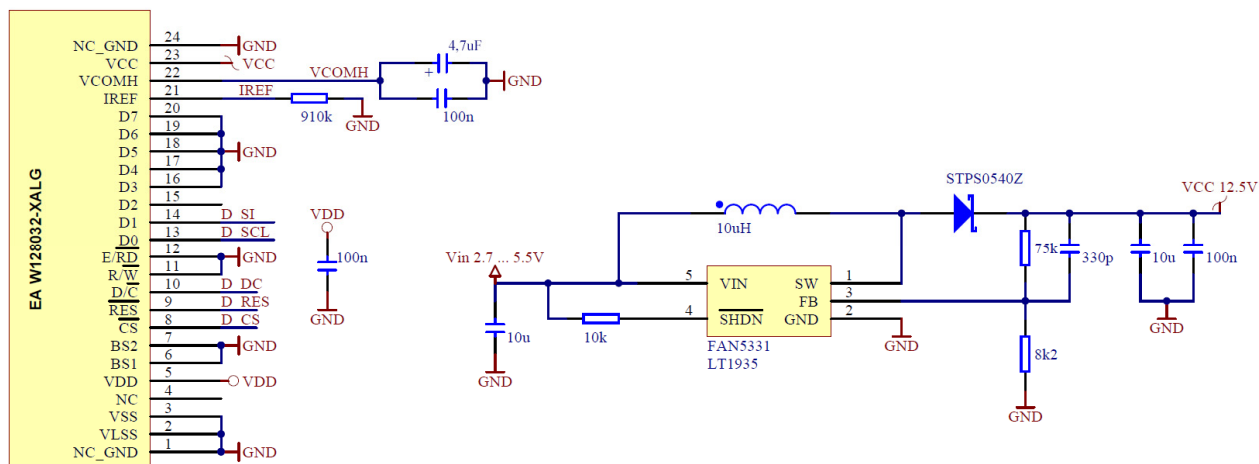 EA W128032-XALG
NC_GND 24 GND
VCC 23 VCC
VCOMH 22 VCOMH
IREF 21 IREF
D7 20
D6 19
D5 18 GND
D4 17
D3 16
D2 15
D1 14 D_SI
D0 13 D_SCL
E/RD 12 GND
R/W 11
D/C 10 D_DC
RES 9 D_RES
CS 8 D_CS
BS2 7 GND
BS1 6
VDD 5 VDD
NC 4
VSS 3
VLSS 2
NC_GND 1 GND
4,7uF
+
100n
GND
910k
GND
VDD
100n
GND
Vin 2.7 ... 5.5V
10u
GND
10k
10uH
5 VIN SW 1
FB 3
4 SHDN GND 2
FAN5331
LT1935
GND
STPS0540Z
VCC 12.5V
75k
330p
10u
100n
GND
8k2
GND